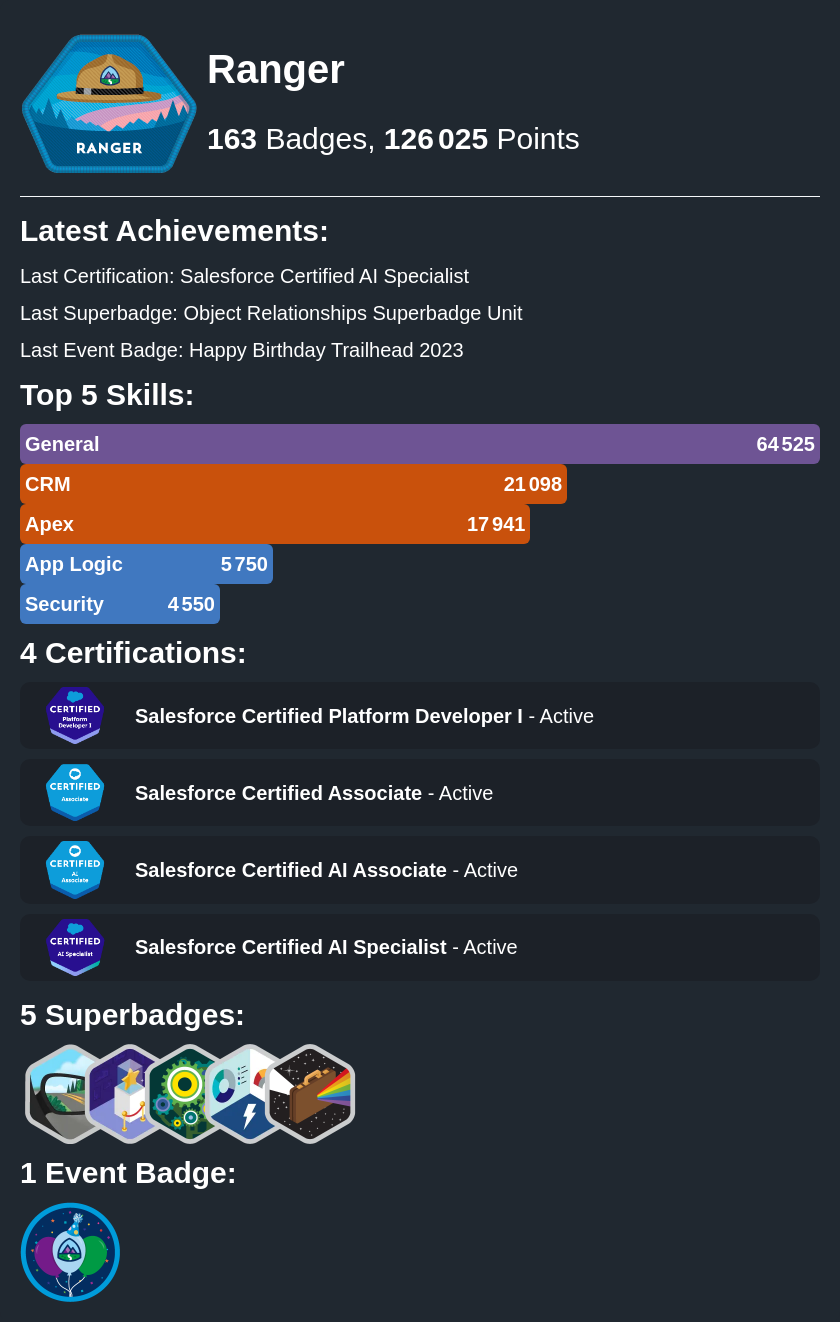 Ranger
RANGER
163 Badges, 126 025 Points
Latest Achievements:
Last Certification: Salesforce Certified AI Specialist
Last Superbadge: Object Relationships Superbadge Unit
Last Event Badge: Happy Birthday Trailhead 2023
Top 5 Skills:
General 64 525
CRM 21 098
Apex 17 941
App Logic 5 750
Security 4 550
4 Certifications:
CERTIFIED
Platform
Developer I
Salesforce Certified Platform Developer I - Active
CERTIFIED
Associate
Salesforce Certified Associate - Active
CERTIFIED
AI
Associate
Salesforce Certified AI Associate - Active
CERTIFIED
AI Specialist
Salesforce Certified AI Specialist - Active
5 Superbadges:
1 Event Badge: